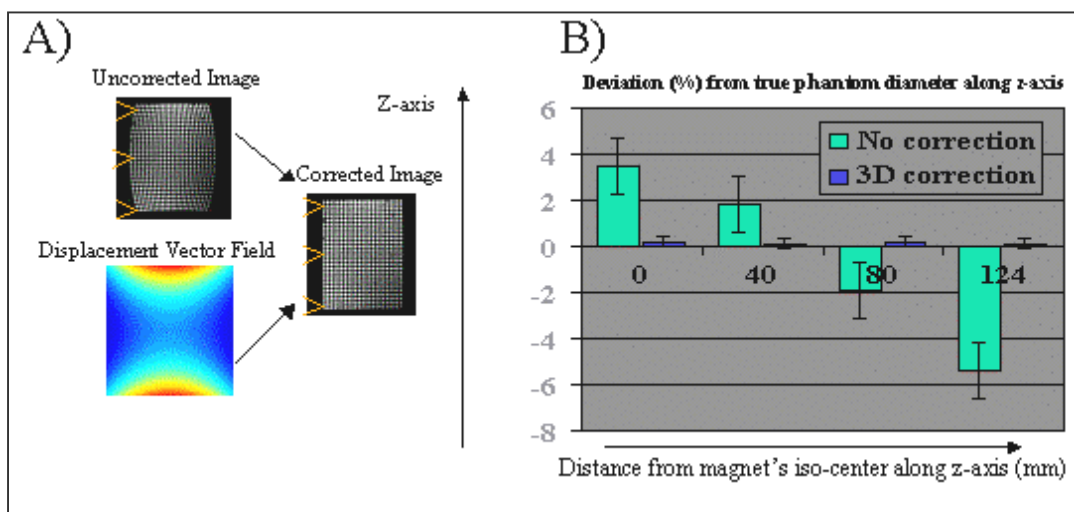 A)
Uncorrected Image
Z-axis
Corrected Image
Displacement Vector Field
B)
Deviation (%) from true phantom diameter along z-axis
6
4
2
0
-2
-4
-6
-8
No correction
3D correction
0
40
80
124
Distance from magnet's iso-center along z-axis (mm)